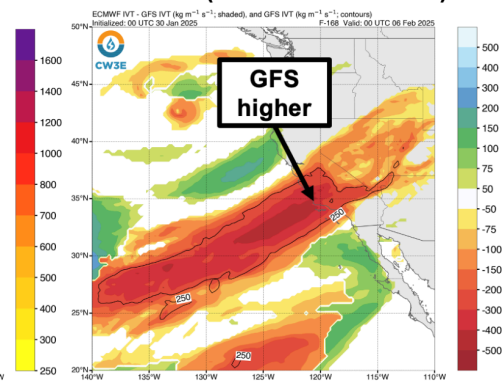 ECMWF IVT - GFS IVT (kg m⁻¹ s⁻¹; shaded), and GFS IVT (kg m⁻¹ s⁻¹; contours)
Initialized: 00 UTC 30 Jan 2025
F-168 Valid: 00 UTC 06 Feb 2025
CW3E
GFS
higher
50°N
45°N
40°N
35°N
30°N
25°N
20°N
140°W
135°W
130°W
125°W
120°W
115°W
110°W
250
250
250
1600
1400
1200
1000
800
700
600
500
400
300
250
500
400
300
200
150
100
75
50
-50
-75
-100
-150
-200
-300
-400
-500